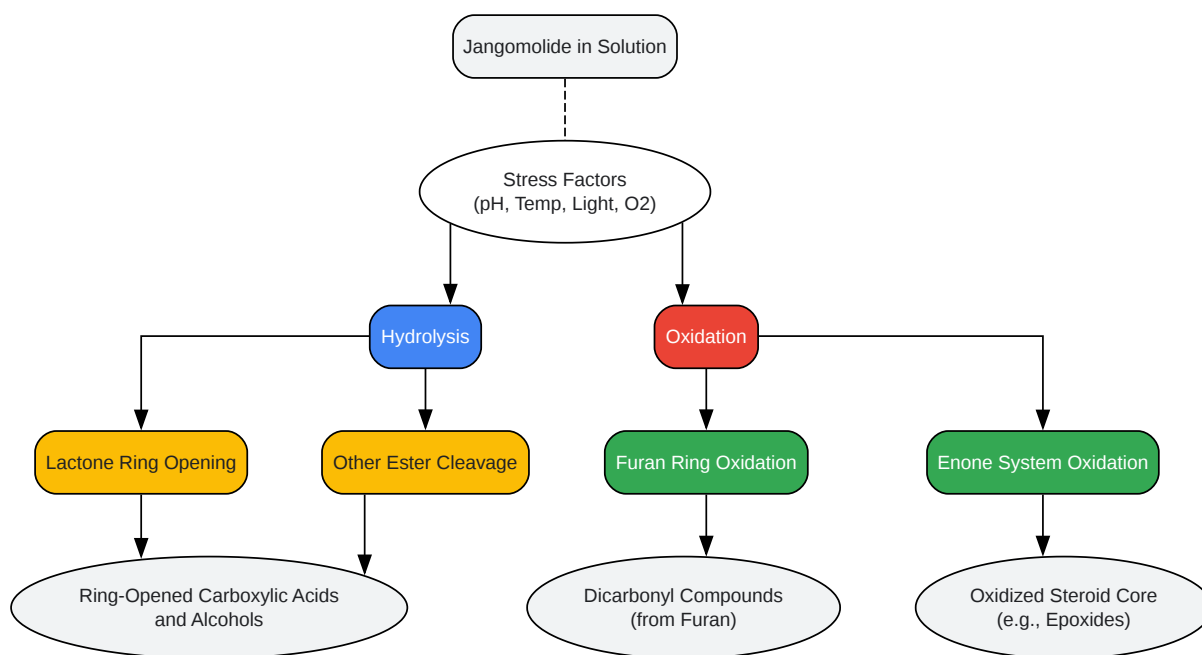 Jangomolide in Solution
Stress Factors
(pH, Temp, Light, O2)
Hydrolysis
Oxidation
Lactone Ring Opening
Other Ester Cleavage
Furan Ring Oxidation
Enone System Oxidation
Ring-Opened Carboxylic Acids
and Alcohols
Dicarbonyl Compounds
(from Furan)
Oxidized Steroid Core
(e.g., Epoxides)